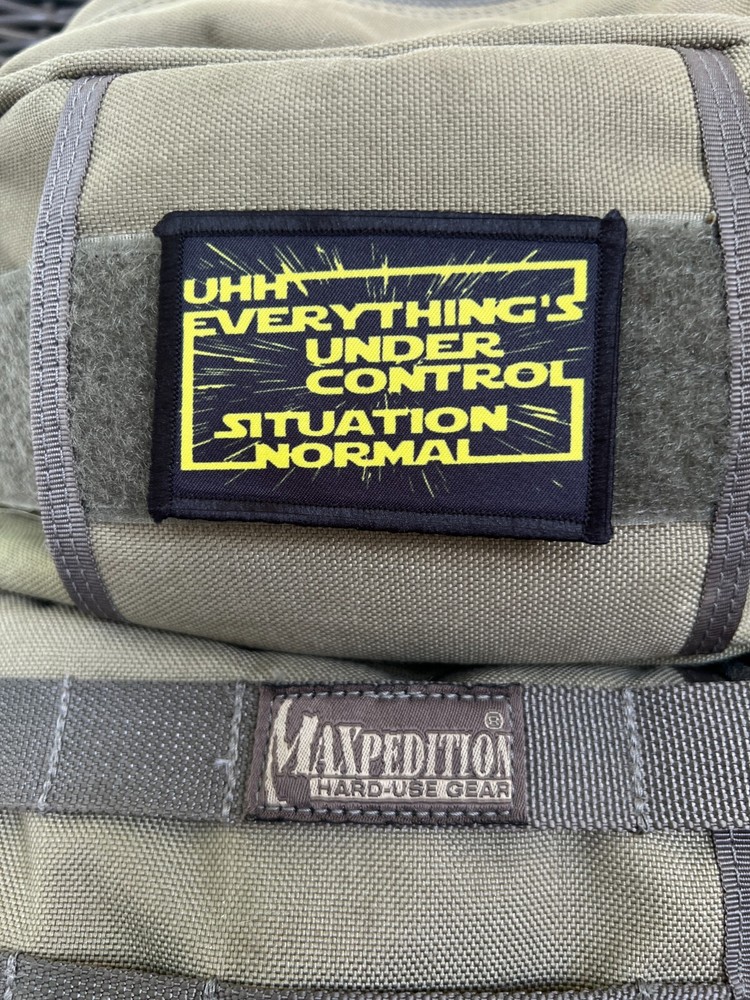 UHH
EVERYTHING'S
UNDER
CONTROL
SITUATION
NORMAL
MAXPEDITION®
HARD-USE GEAR